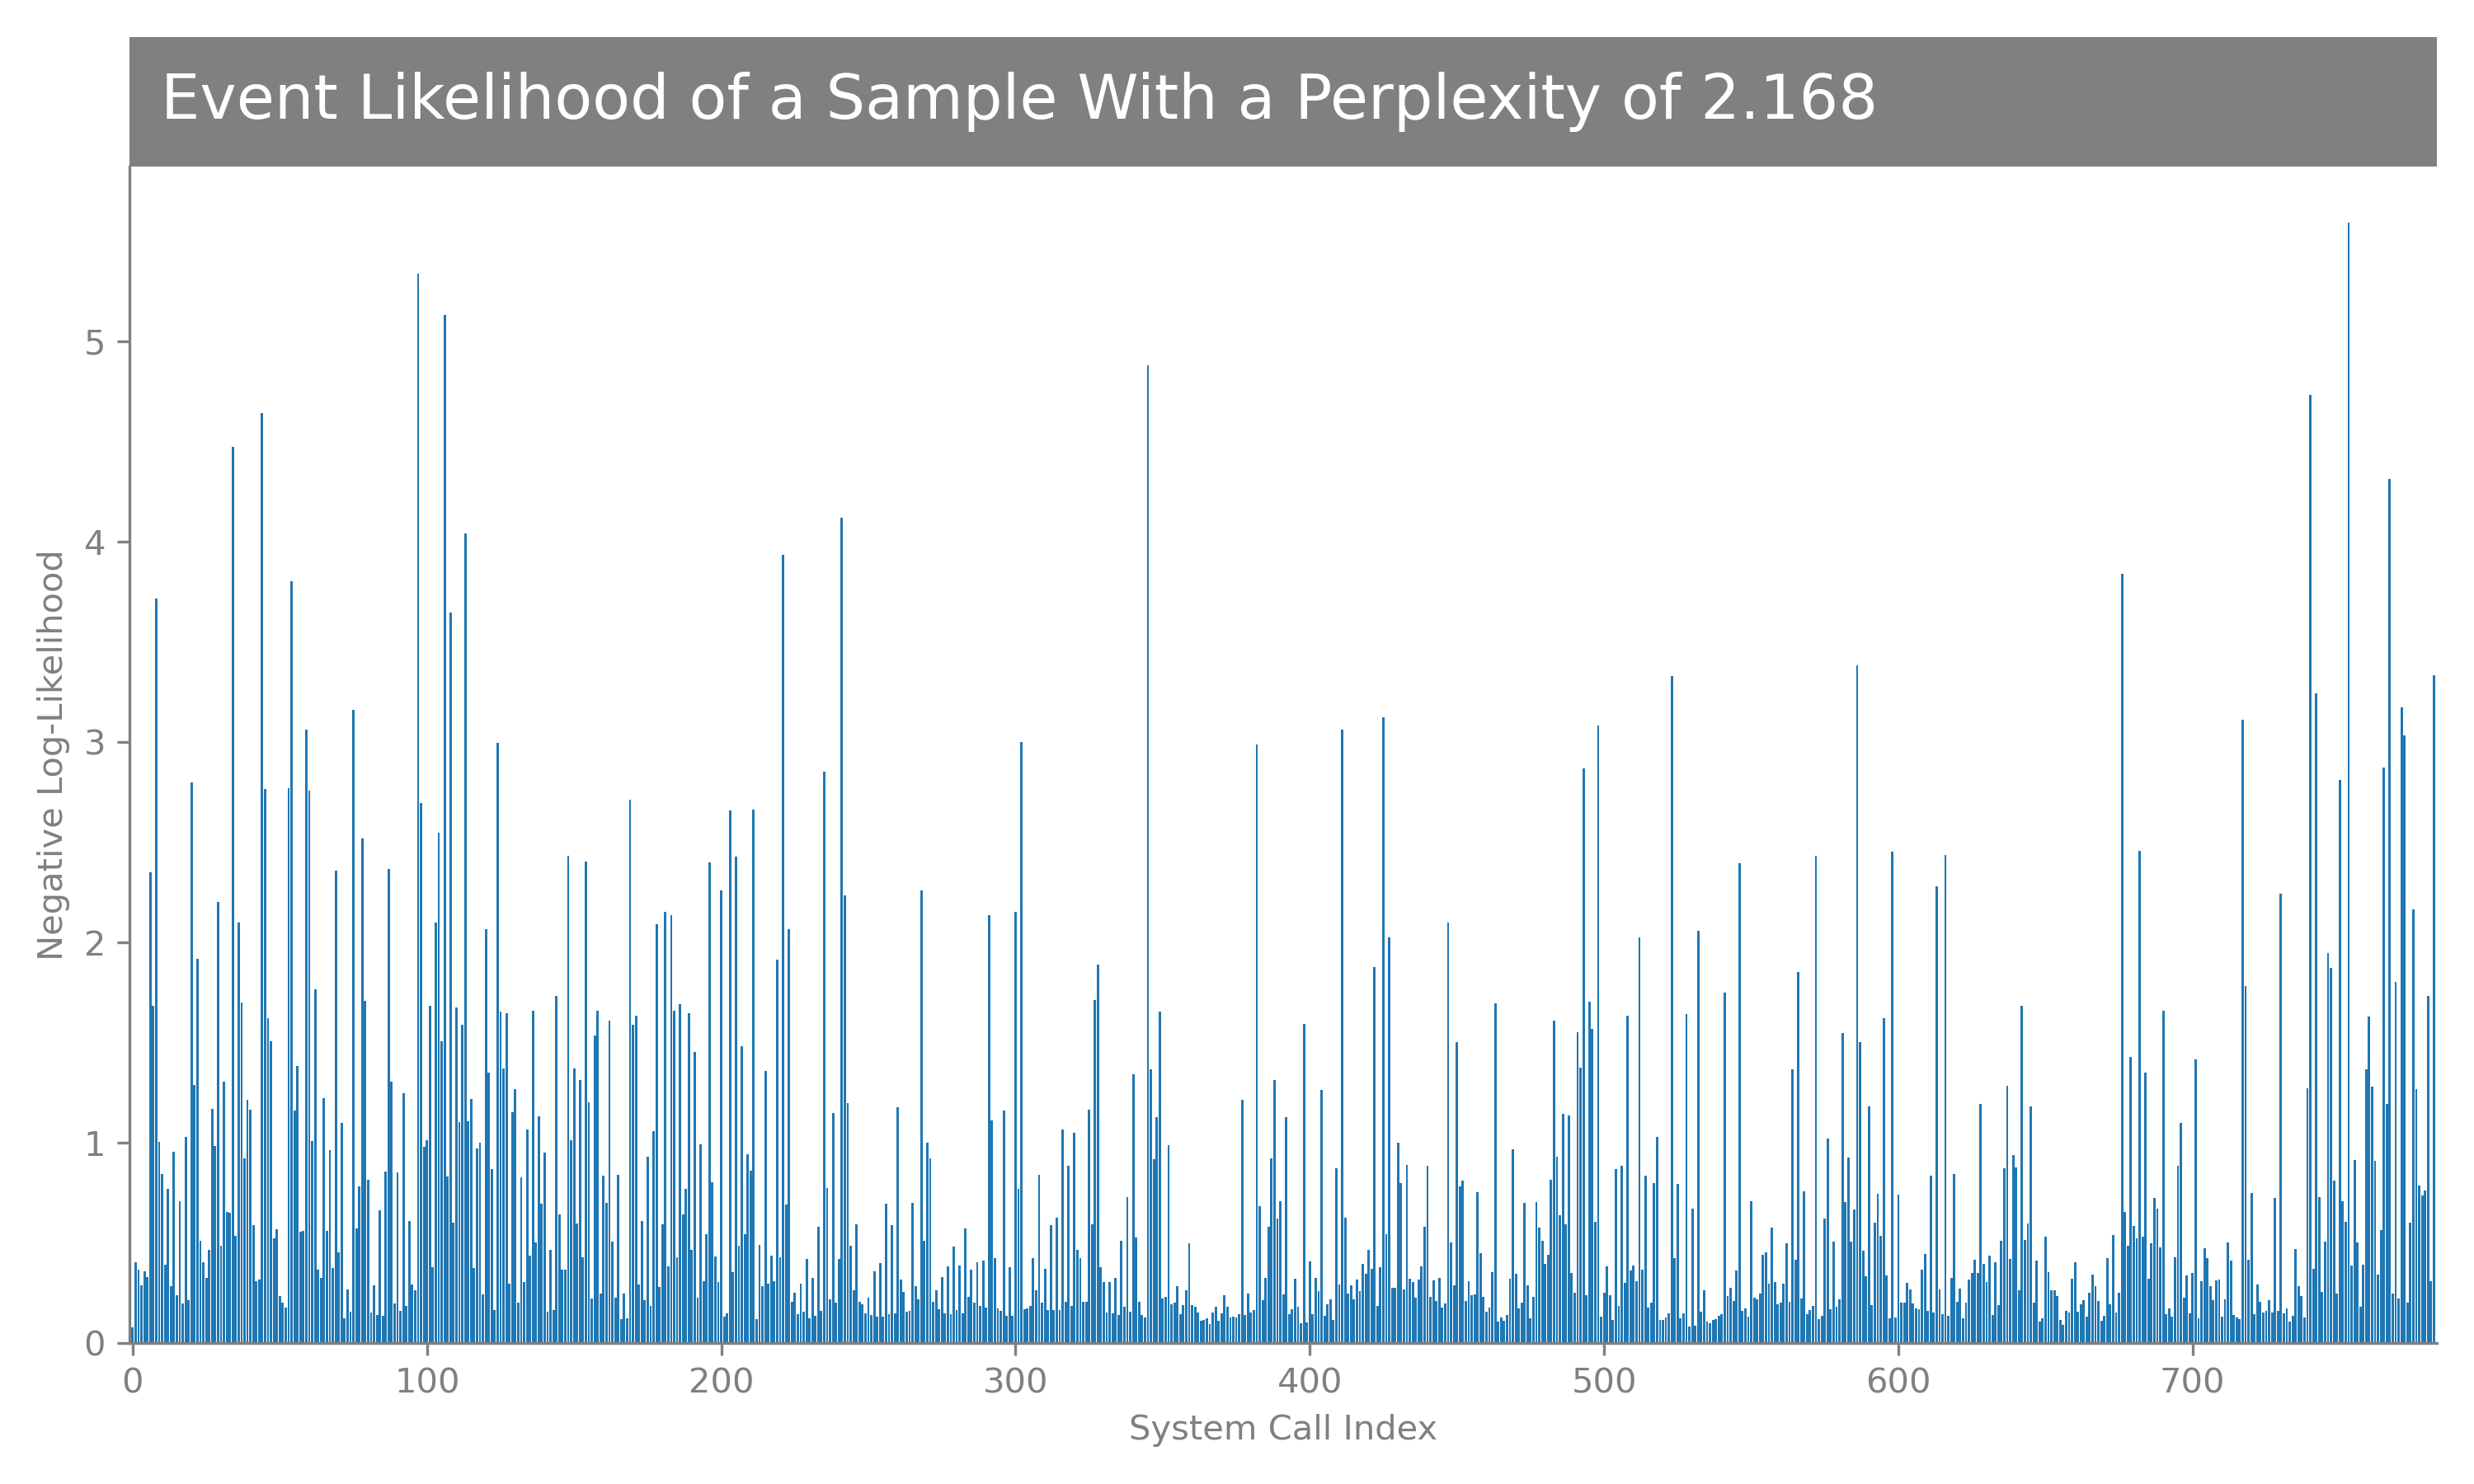 Event Likelihood of a Sample With a Perplexity of 2.168
Negative Log-Likelihood
5
4
3
2
1
0
0 100 200 300 400 500 600 700
System Call Index